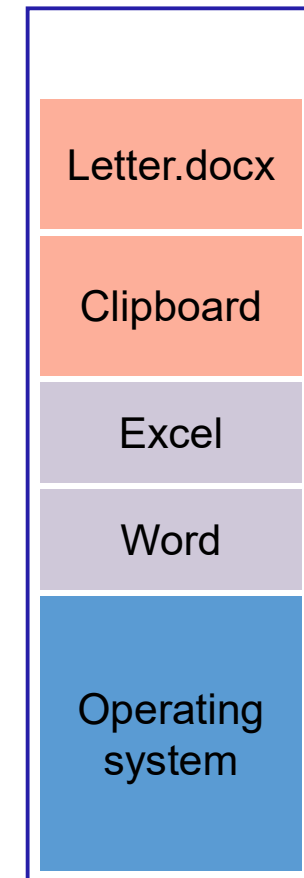 Letter.docx
Clipboard
Excel
Word
Operating
system